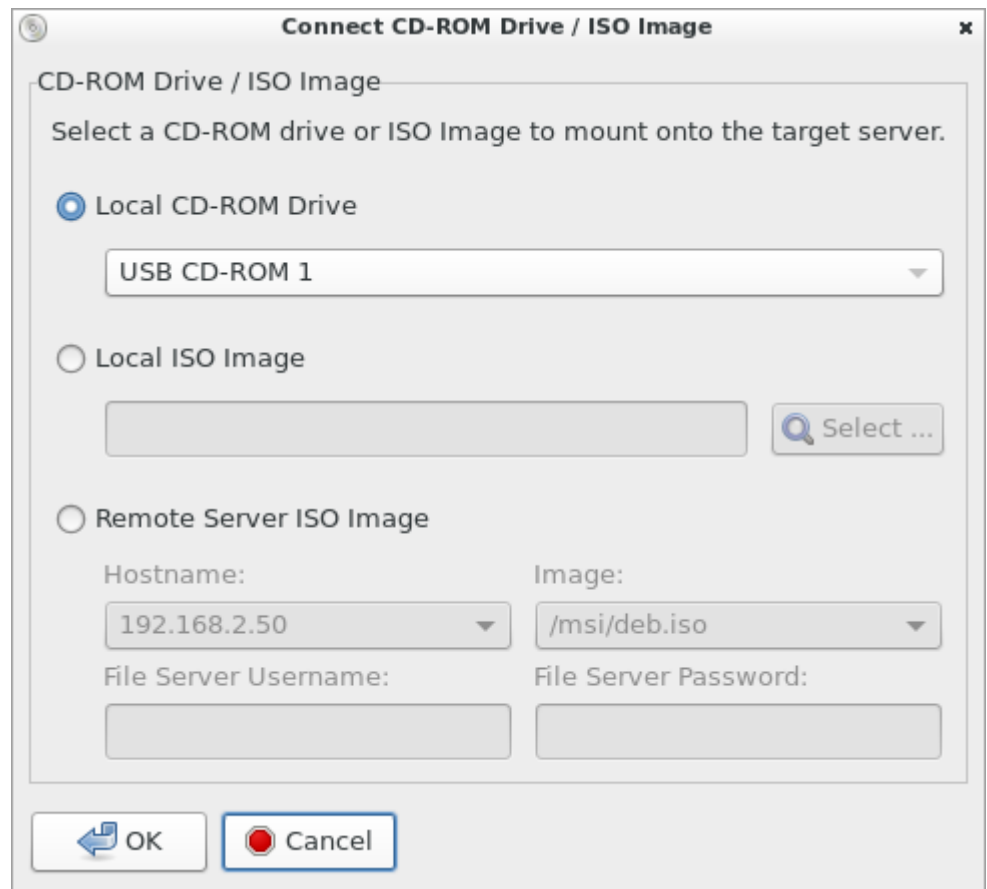 Connect CD-ROM Drive / ISO Image
CD-ROM Drive / ISO Image
Select a CD-ROM drive or ISO Image to mount onto the target server.
Local CD-ROM Drive
USB CD-ROM 1
Local ISO Image
Select ...
Remote Server ISO Image
Hostname: Image:
192.168.2.50 /msi/deb.iso
File Server Username: File Server Password:
OK Cancel